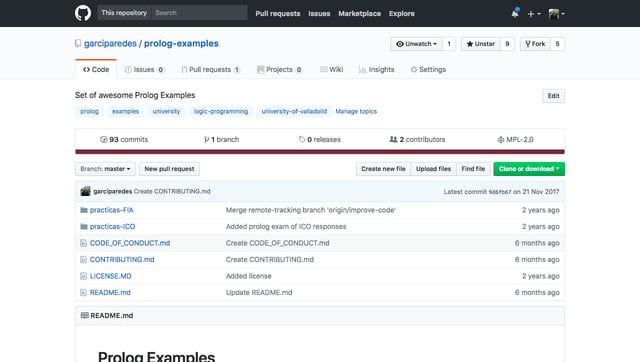 This repository Search Pull requests Issues Marketplace Explore
garciparedes / prolog-examples Unwatch 1 Unstar 9 Fork 5
Code Issues 0 Pull requests 1 Projects 0 Wiki Insights Settings
Set of awesome Prolog Examples Edit
prolog examples university logic-programming university-of-valladolid Manage topics
93 commits 1 branch 0 releases 2 contributors MPL-2.0
Branch: master New pull request Create new file Upload files Find file Clone or download
garciparedes Create CONTRIBUTING.md Latest commit on 21 Nov 2017
practicas-FIA Merge remote-tracking branch 'origin/improve-code' 2 years ago
practicas-ICO Added prolog exam of ICO responses 2 years ago
CODE_OF_CONDUCT.md Create CODE_OF_CONDUCT.md 6 months ago
CONTRIBUTING.md Create CONTRIBUTING.md 6 months ago
LICENSE.MD Added license 2 years ago
README.md Update README.md 6 months ago
README.md
Prolog Examples